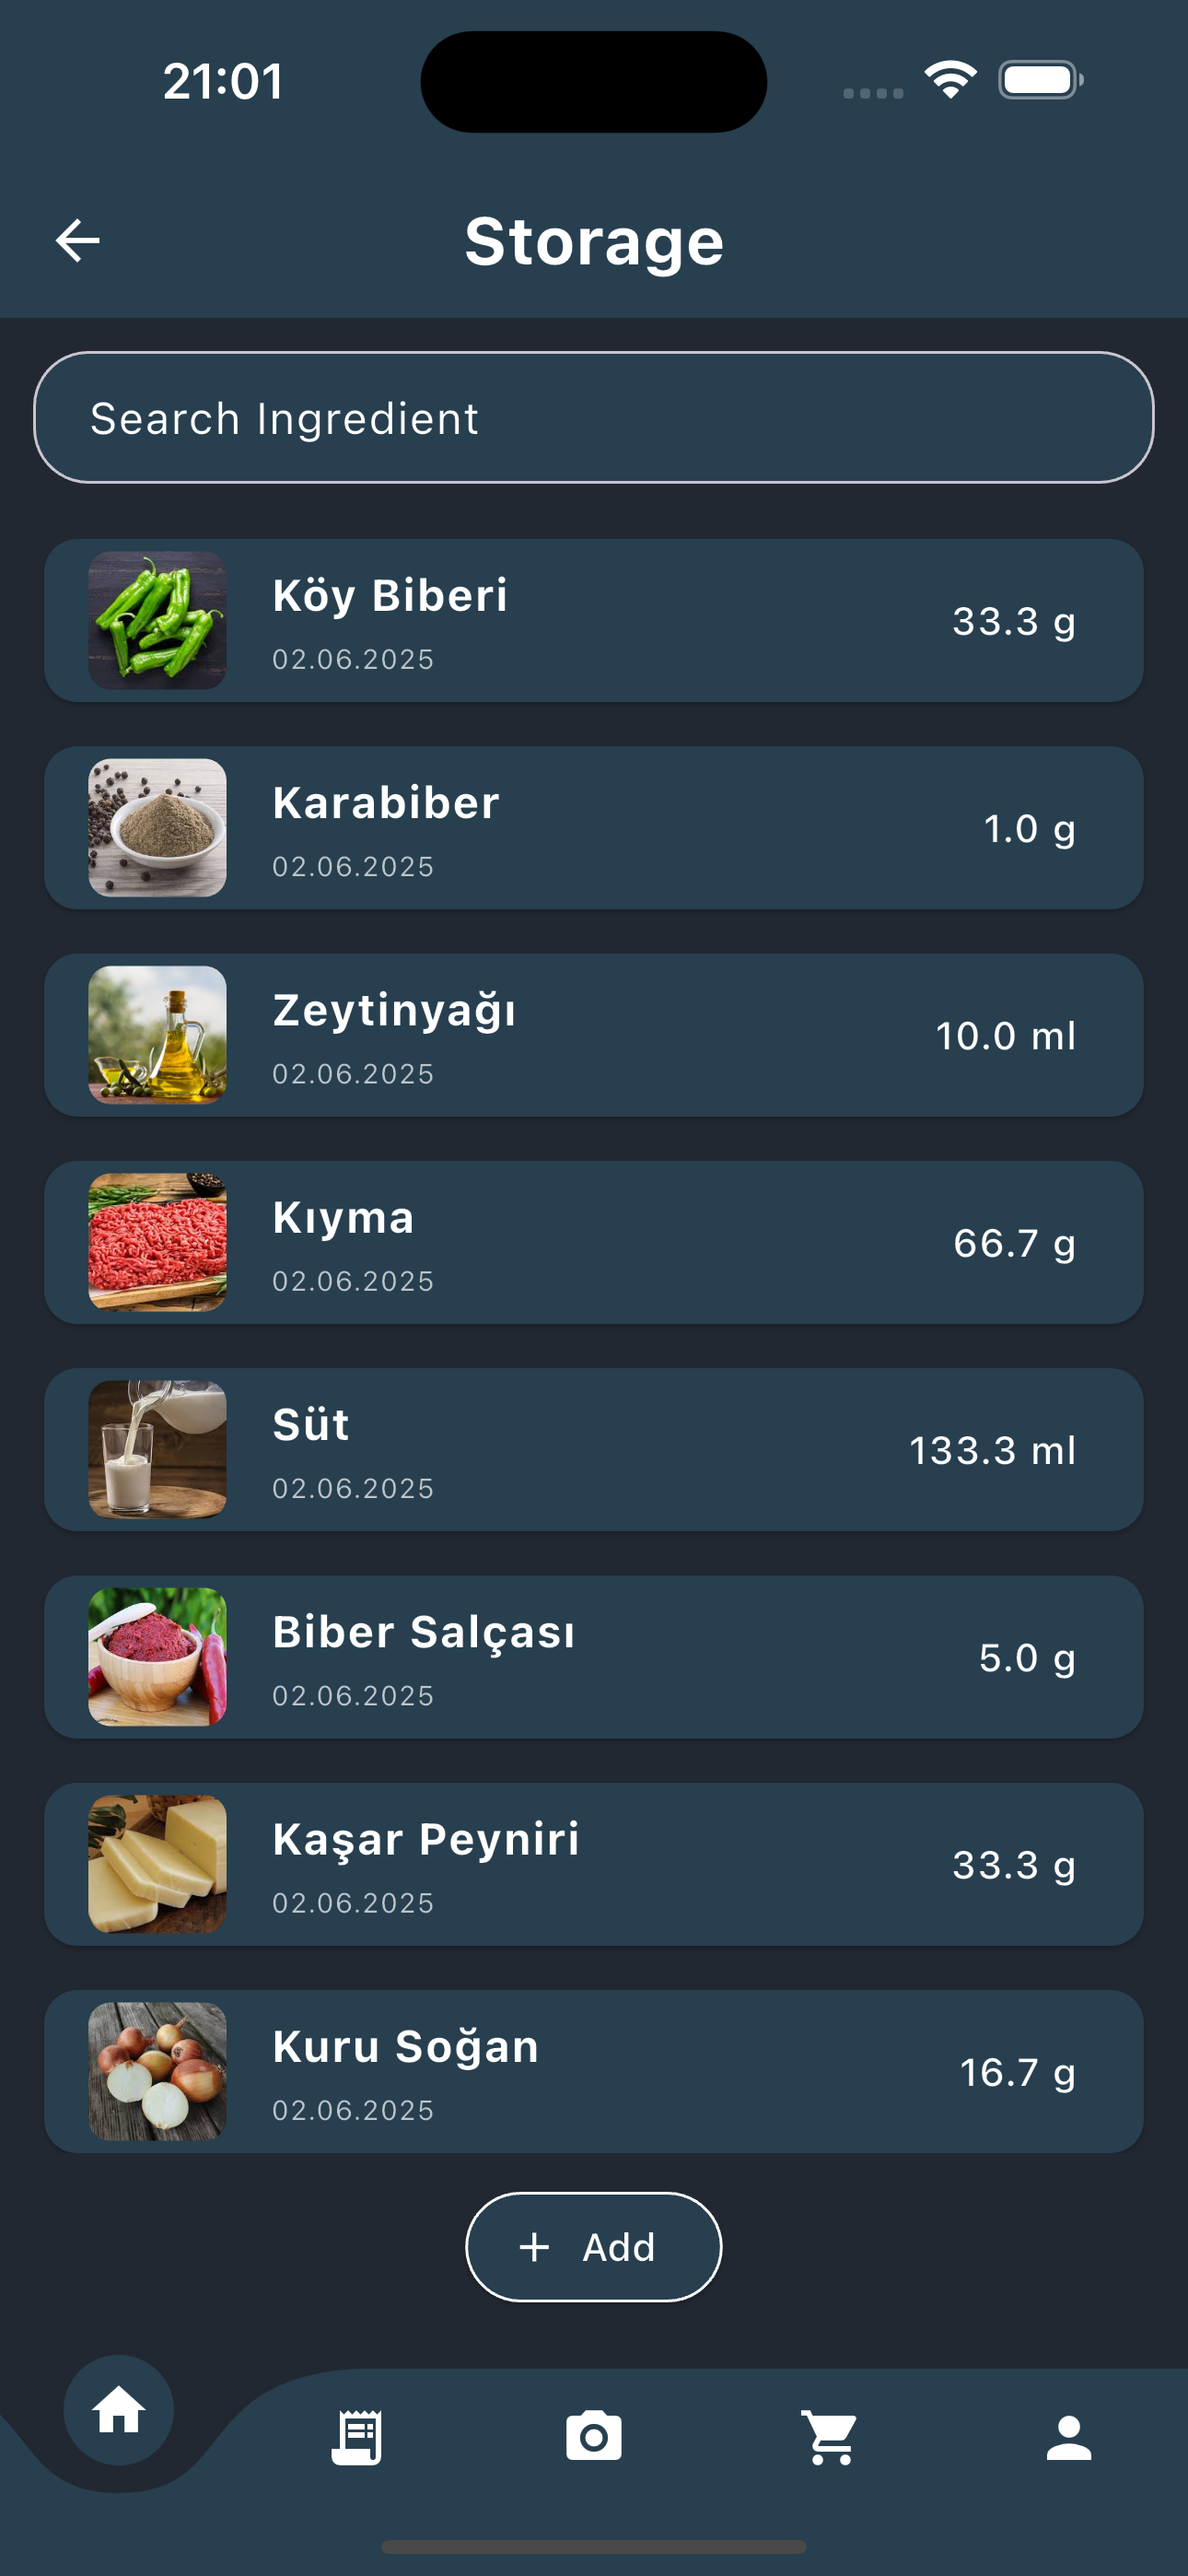 21:01
Storage
Search Ingredient
Köy Biberi
02.06.2025
33.3 g
Karabiber
02.06.2025
1.0 g
Zeytinyağı
02.06.2025
10.0 ml
Kıyma
02.06.2025
66.7 g
Süt
02.06.2025
133.3 ml
Biber Salçası
02.06.2025
5.0 g
Kaşar Peyniri
02.06.2025
33.3 g
Kuru Soğan
02.06.2025
16.7 g
+ Add